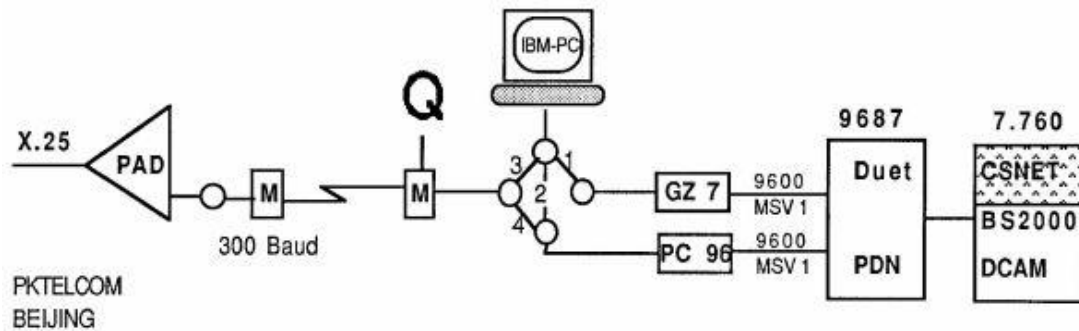 IBM-PC
Q
X.25
PAD
M
300 Baud
M
3
1
2
4
GZ 7
9600
MSV 1
PC 96
9600
MSV 1
9687
Duet
PDN
7.760
CSNET
BS2000
DCAM
PKTELCOM
BEIJING